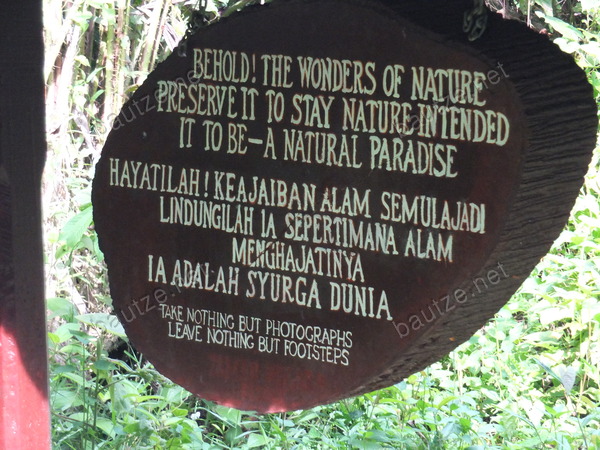 BEHOLD! THE WONDERS OF NATURE
PRESERVE IT TO STAY NATURE INTENDED
IT TO BE – A NATURAL PARADISE
HAYATILAH! KEAJAIBAN ALAM SEMULAJADI
LINDUNGILAH IA SEPERTIMANA ALAM
MENGHAJATINYA
IA ADALAH SYURGA DUNIA
TAKE NOTHING BUT PHOTOGRAPHS
LEAVE NOTHING BUT FOOTSTEPS
bautze.net
bautze.net
bautze.net
bautze.net